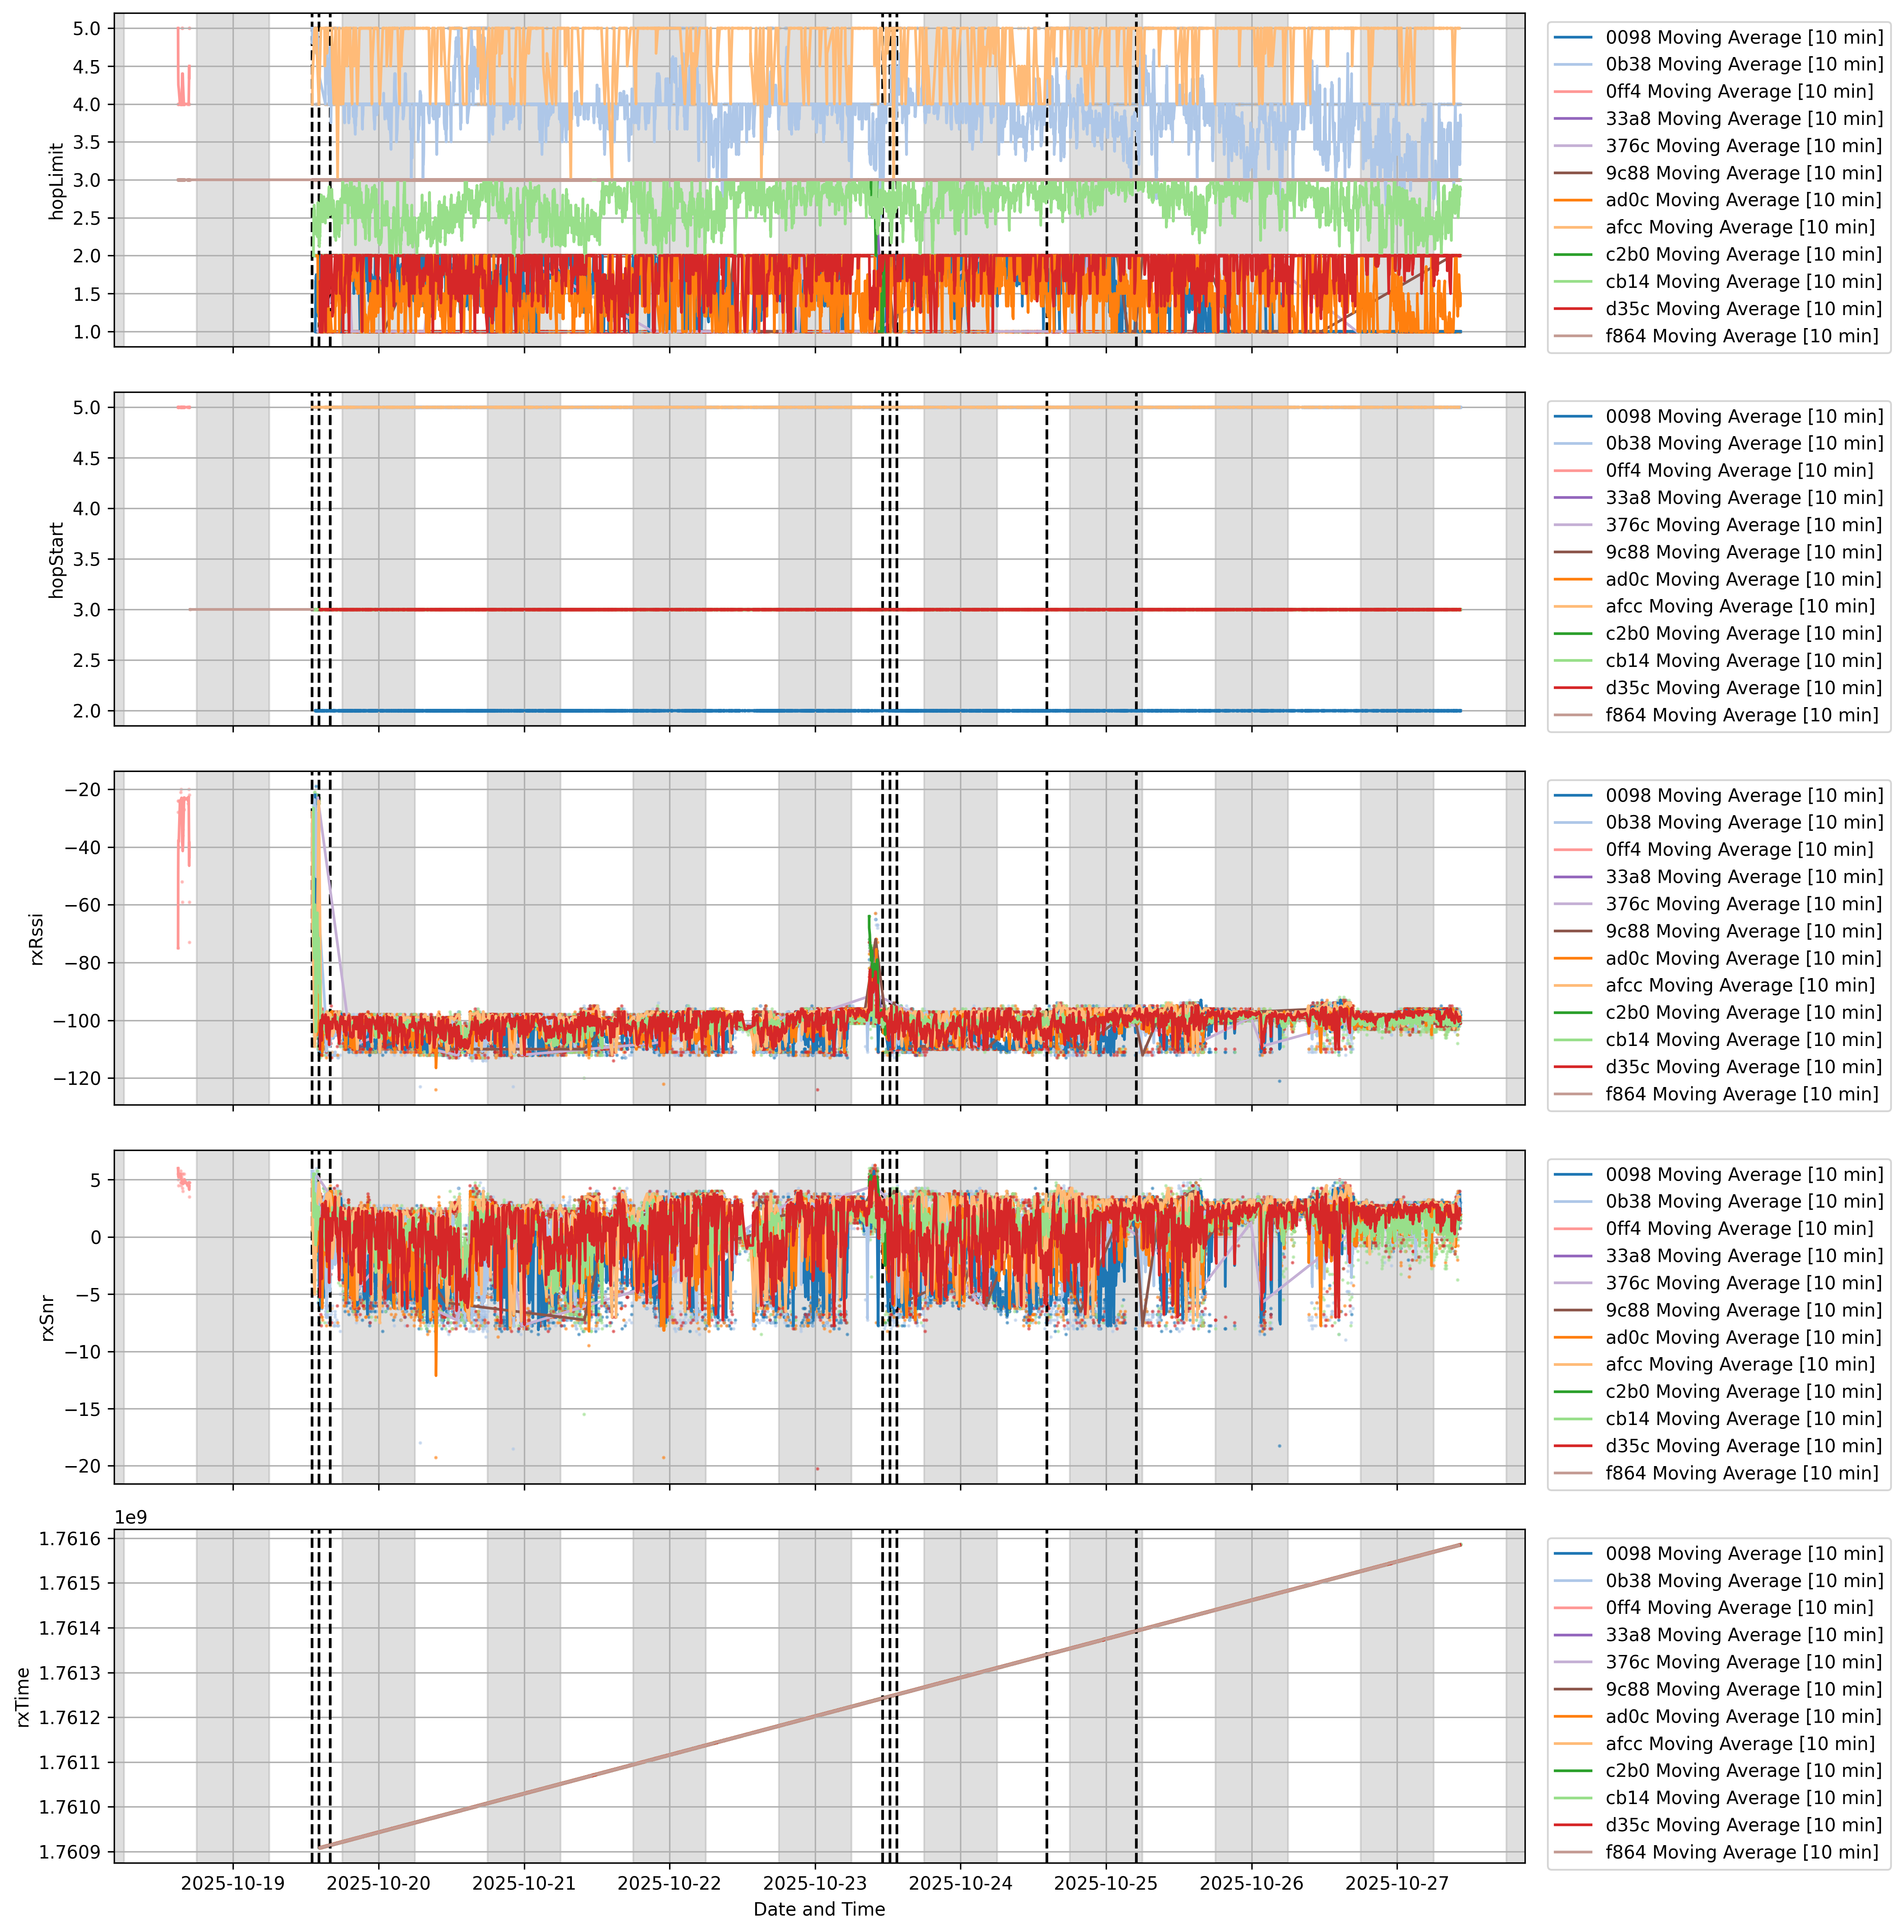 5.0
4.5
4.0
3.5
3.0
2.5
2.0
1.5
1.0
hopLimit
0098 Moving Average [10 min]
0b38 Moving Average [10 min]
0ff4 Moving Average [10 min]
33a8 Moving Average [10 min]
376c Moving Average [10 min]
9c88 Moving Average [10 min]
ad0c Moving Average [10 min]
afcc Moving Average [10 min]
c2b0 Moving Average [10 min]
cb14 Moving Average [10 min]
d35c Moving Average [10 min]
f864 Moving Average [10 min]
5.0
4.5
4.0
3.5
3.0
2.5
2.0
hopStart
0098 Moving Average [10 min]
0b38 Moving Average [10 min]
0ff4 Moving Average [10 min]
33a8 Moving Average [10 min]
376c Moving Average [10 min]
9c88 Moving Average [10 min]
ad0c Moving Average [10 min]
afcc Moving Average [10 min]
c2b0 Moving Average [10 min]
cb14 Moving Average [10 min]
d35c Moving Average [10 min]
f864 Moving Average [10 min]
−20
−40
−60
−80
−100
−120
rxRssi
0098 Moving Average [10 min]
0b38 Moving Average [10 min]
0ff4 Moving Average [10 min]
33a8 Moving Average [10 min]
376c Moving Average [10 min]
9c88 Moving Average [10 min]
ad0c Moving Average [10 min]
afcc Moving Average [10 min]
c2b0 Moving Average [10 min]
cb14 Moving Average [10 min]
d35c Moving Average [10 min]
f864 Moving Average [10 min]
5
0
−5
−10
−15
−20
rxSnr
0098 Moving Average [10 min]
0b38 Moving Average [10 min]
0ff4 Moving Average [10 min]
33a8 Moving Average [10 min]
376c Moving Average [10 min]
9c88 Moving Average [10 min]
ad0c Moving Average [10 min]
afcc Moving Average [10 min]
c2b0 Moving Average [10 min]
cb14 Moving Average [10 min]
d35c Moving Average [10 min]
f864 Moving Average [10 min]
1e9
1.7616
1.7615
1.7614
1.7613
1.7612
1.7611
1.7610
1.7609
rxTime
0098 Moving Average [10 min]
0b38 Moving Average [10 min]
0ff4 Moving Average [10 min]
33a8 Moving Average [10 min]
376c Moving Average [10 min]
9c88 Moving Average [10 min]
ad0c Moving Average [10 min]
afcc Moving Average [10 min]
c2b0 Moving Average [10 min]
cb14 Moving Average [10 min]
d35c Moving Average [10 min]
f864 Moving Average [10 min]
2025-10-19 2025-10-20 2025-10-21 2025-10-22 2025-10-23 2025-10-24 2025-10-25 2025-10-26 2025-10-27
Date and Time